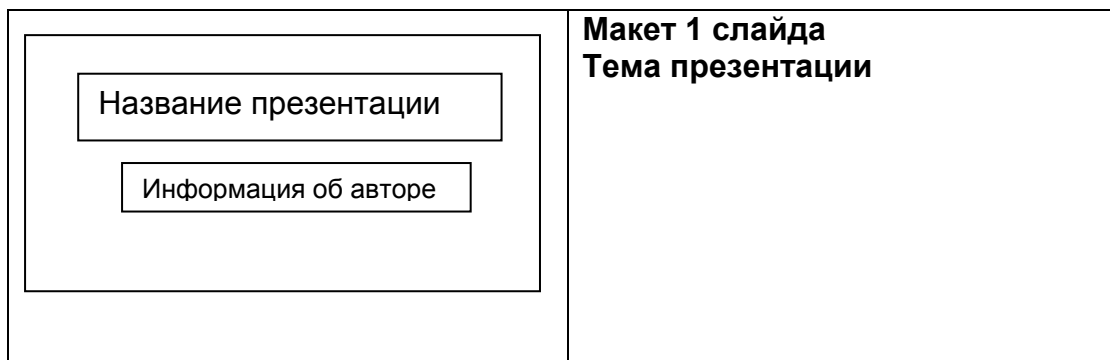 Название презентации
Информация об авторе
Макет 1 слайда
Тема презентации